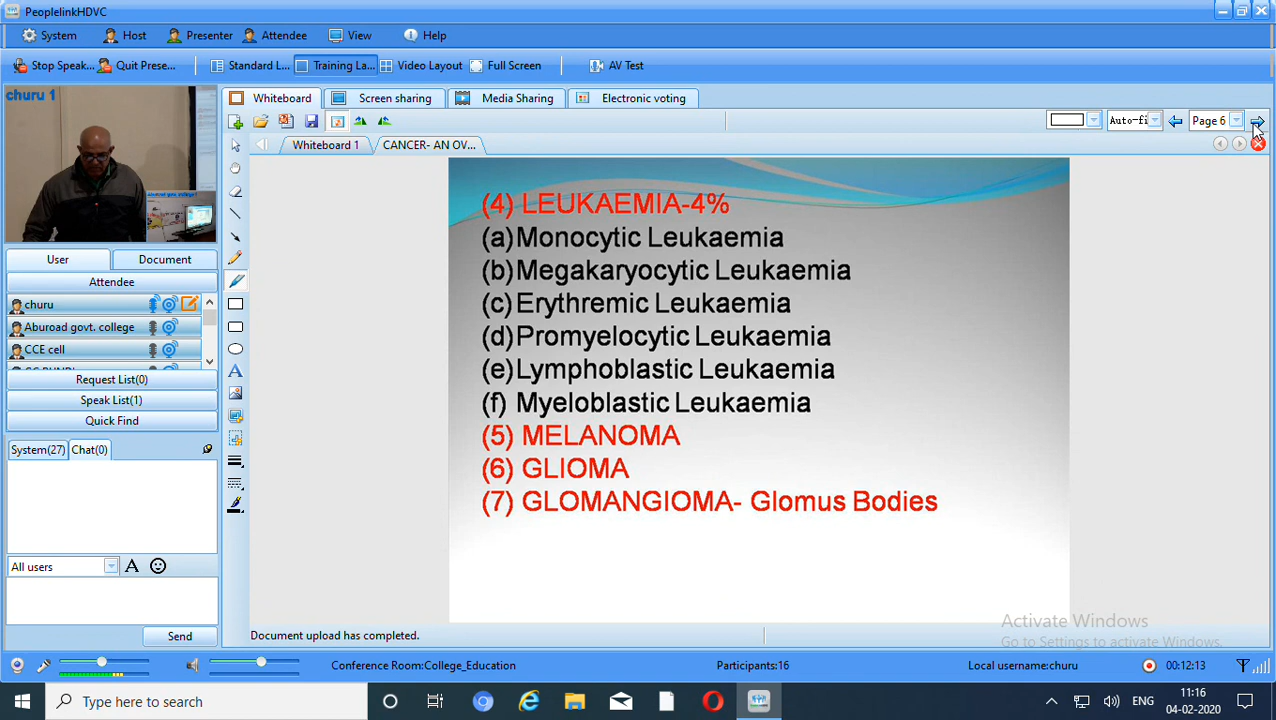 PeoplelinkHDVC
System
Host
Presenter
Attendee
View
Help
Stop Speak...
Quit Prese...
Standard L...
Training La...
Video Layout
Full Screen
AV Test
churu 1
Whiteboard
Screen sharing
Media Sharing
Electronic voting
Auto-fi
Page 6
Whiteboard 1
CANCER- AN OV...
User
Document
Attendee
churu
Aburoad govt. college
CCE cell
Request List(0)
Speak List(1)
Quick Find
System(27)
Chat(0)
All users
A
Send
(4) LEUKAEMIA-4%
(a)Monocytic Leukaemia
(b)Megakaryocytic Leukaemia
(c)Erythremic Leukaemia
(d)Promyelocytic Leukaemia
(e)Lymphoblastic Leukaemia
(f) Myeloblastic Leukaemia
(5) MELANOMA
(6) GLIOMA
(7) GLOMANGIOMA- Glomus Bodies
Activate Windows
Go to Settings to activate Windows.
Document upload has completed.
Conference Room:College_Education
Participants:16
Local username:churu
00:12:13
Type here to search
ENG
11:16
04-02-2020